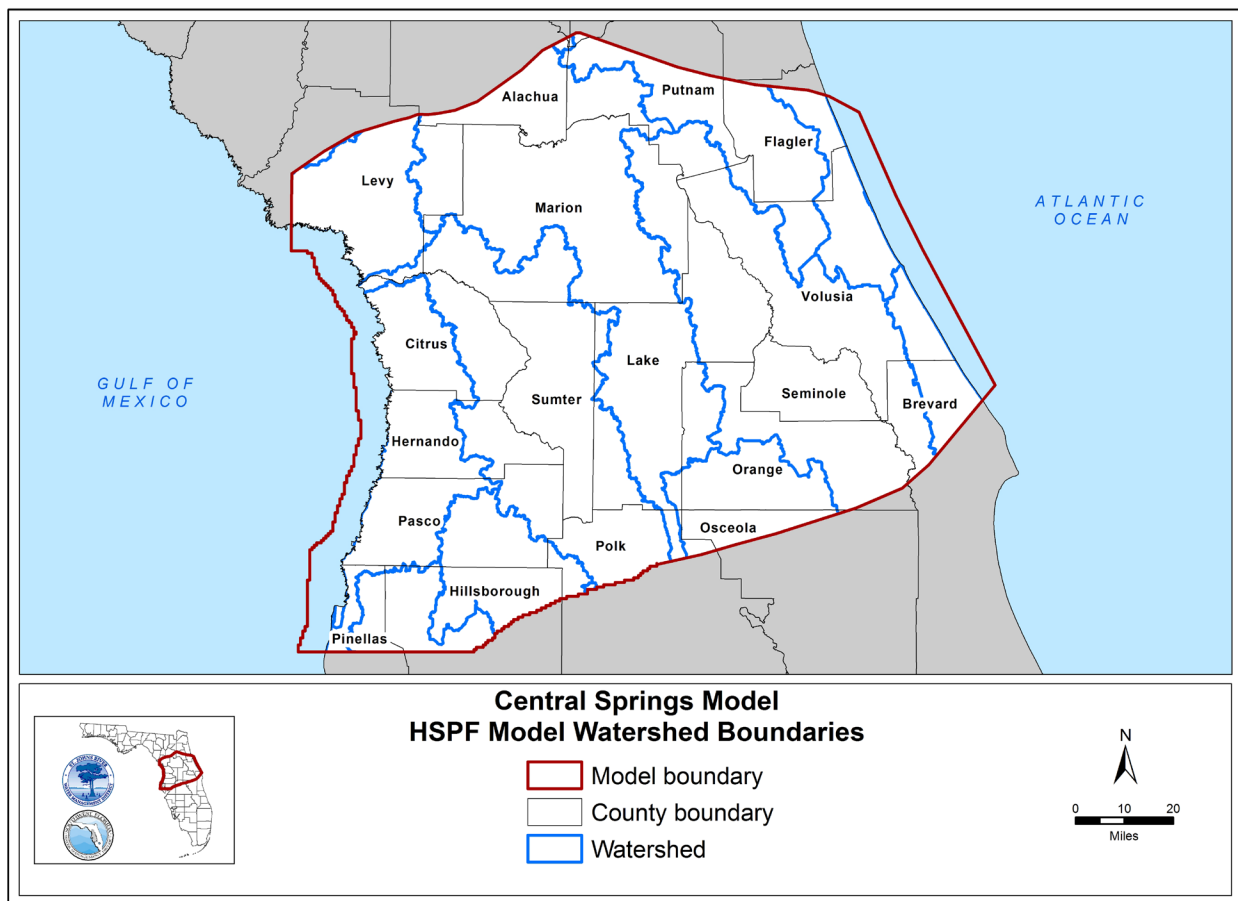 Alachua
Putnam
Flagler
Levy
Marion
ATLANTIC
OCEAN
Volusia
Citrus
Lake
GULF OF
MEXICO
Seminole
Sumter
Brevard
Hernando
Orange
Pasco
Osceola
Polk
Hillsborough
Pinellas
Central Springs Model
HSPF Model Watershed Boundaries
Model boundary
County boundary
Watershed
N
0 10 20
Miles